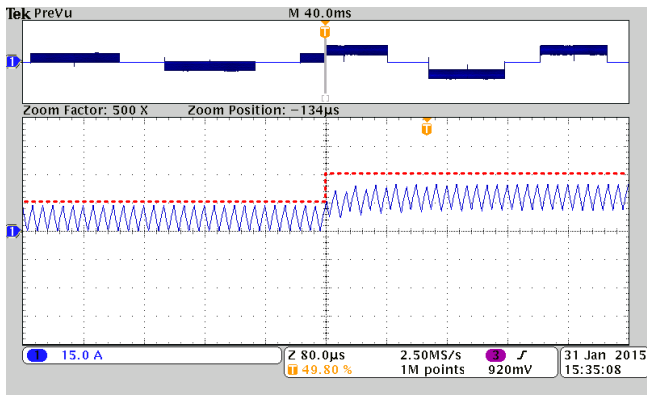 Tek PreVu M 40.0ms
T
1
Zoom Factor: 500 X Zoom Position: −134µs
T
1
1 15.0 A Z 80.0µs 2.50MS/s 3 31 Jan 2015
T 49.80 % 1M points 920mV 15:35:08